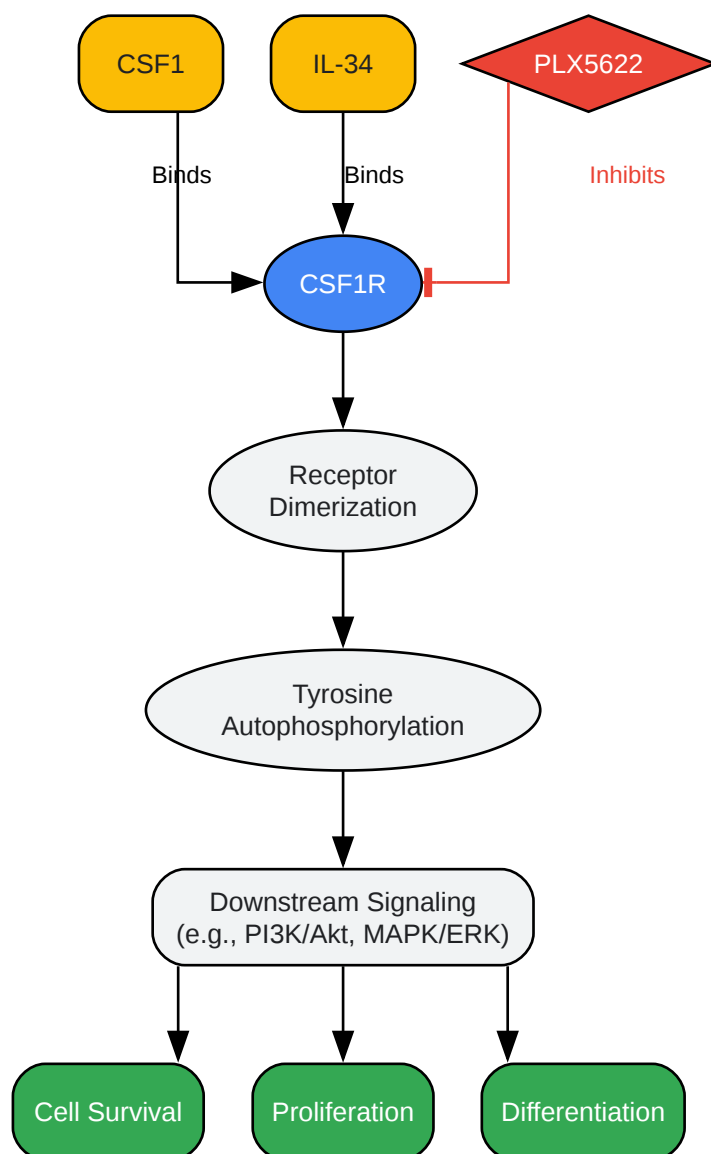 CSF1
IL-34
PLX5622
Binds
Binds
Inhibits
CSF1R
Receptor
Dimerization
Tyrosine
Autophosphorylation
Downstream Signaling
(e.g., PI3K/Akt, MAPK/ERK)
Cell Survival
Proliferation
Differentiation